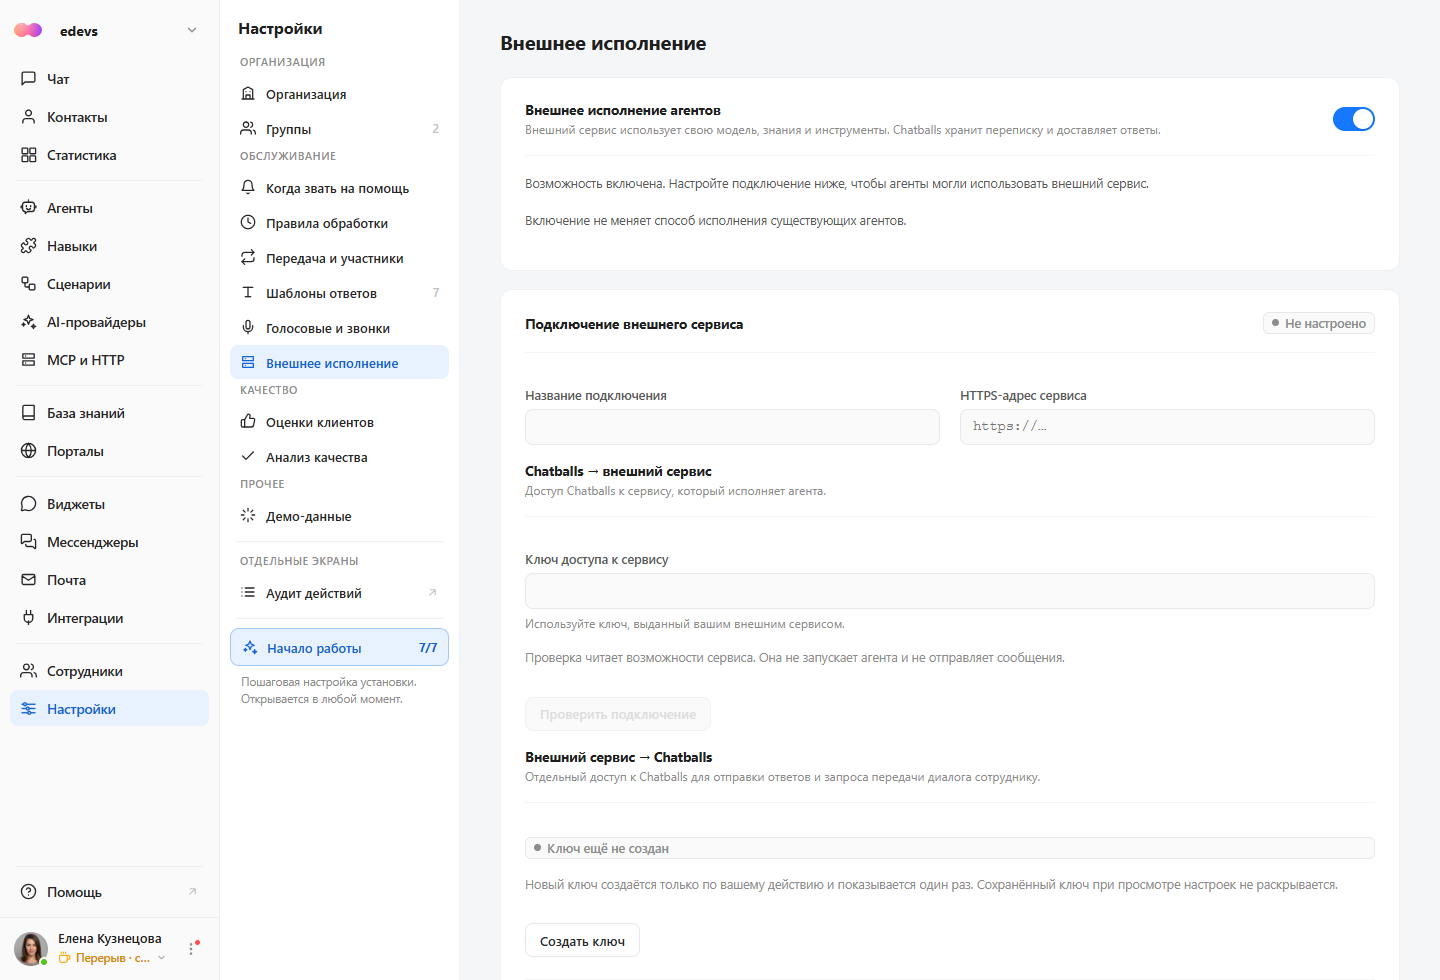 edevs
Чат
Контакты
Статистика
Агенты
Навыки
Сценарии
AI-провайдеры
MCP и HTTP
База знаний
Порталы
Виджеты
Мессенджеры
Почта
Интеграции
Сотрудники
Настройки
Помощь
Елена Кузнецова
Перерыв · с...
Настройки
ОРГАНИЗАЦИЯ
Организация
Группы 2
ОБСЛУЖИВАНИЕ
Когда звать на помощь
Правила обработки
Передача и участники
Шаблоны ответов 7
Голосовые и звонки
Внешнее исполнение
КАЧЕСТВО
Оценки клиентов
Анализ качества
ПРОЧЕЕ
Демо-данные
ОТДЕЛЬНЫЕ ЭКРАНЫ
Аудит действий
Начало работы 7/7
Пошаговая настройка установки.
Открывается в любой момент.
Внешнее исполнение
Внешнее исполнение агентов
Внешний сервис использует свою модель, знания и инструменты. Chatballs хранит переписку и доставляет ответы.
Возможность включена. Настройте подключение ниже, чтобы агенты могли использовать внешний сервис.
Включение не меняет способ исполнения существующих агентов.
Подключение внешнего сервиса
Не настроено
Название подключения
HTTPS-адрес сервиса
https://…
Chatballs → внешний сервис
Доступ Chatballs к сервису, который исполняет агента.
Ключ доступа к сервису
Используйте ключ, выданный вашим внешним сервисом.
Проверка читает возможности сервиса. Она не запускает агента и не отправляет сообщения.
Проверить подключение
Внешний сервис → Chatballs
Отдельный доступ к Chatballs для отправки ответов и запроса передачи диалога сотруднику.
Ключ ещё не создан
Новый ключ создаётся только по вашему действию и показывается один раз. Сохранённый ключ при просмотре настроек не раскрывается.
Создать ключ